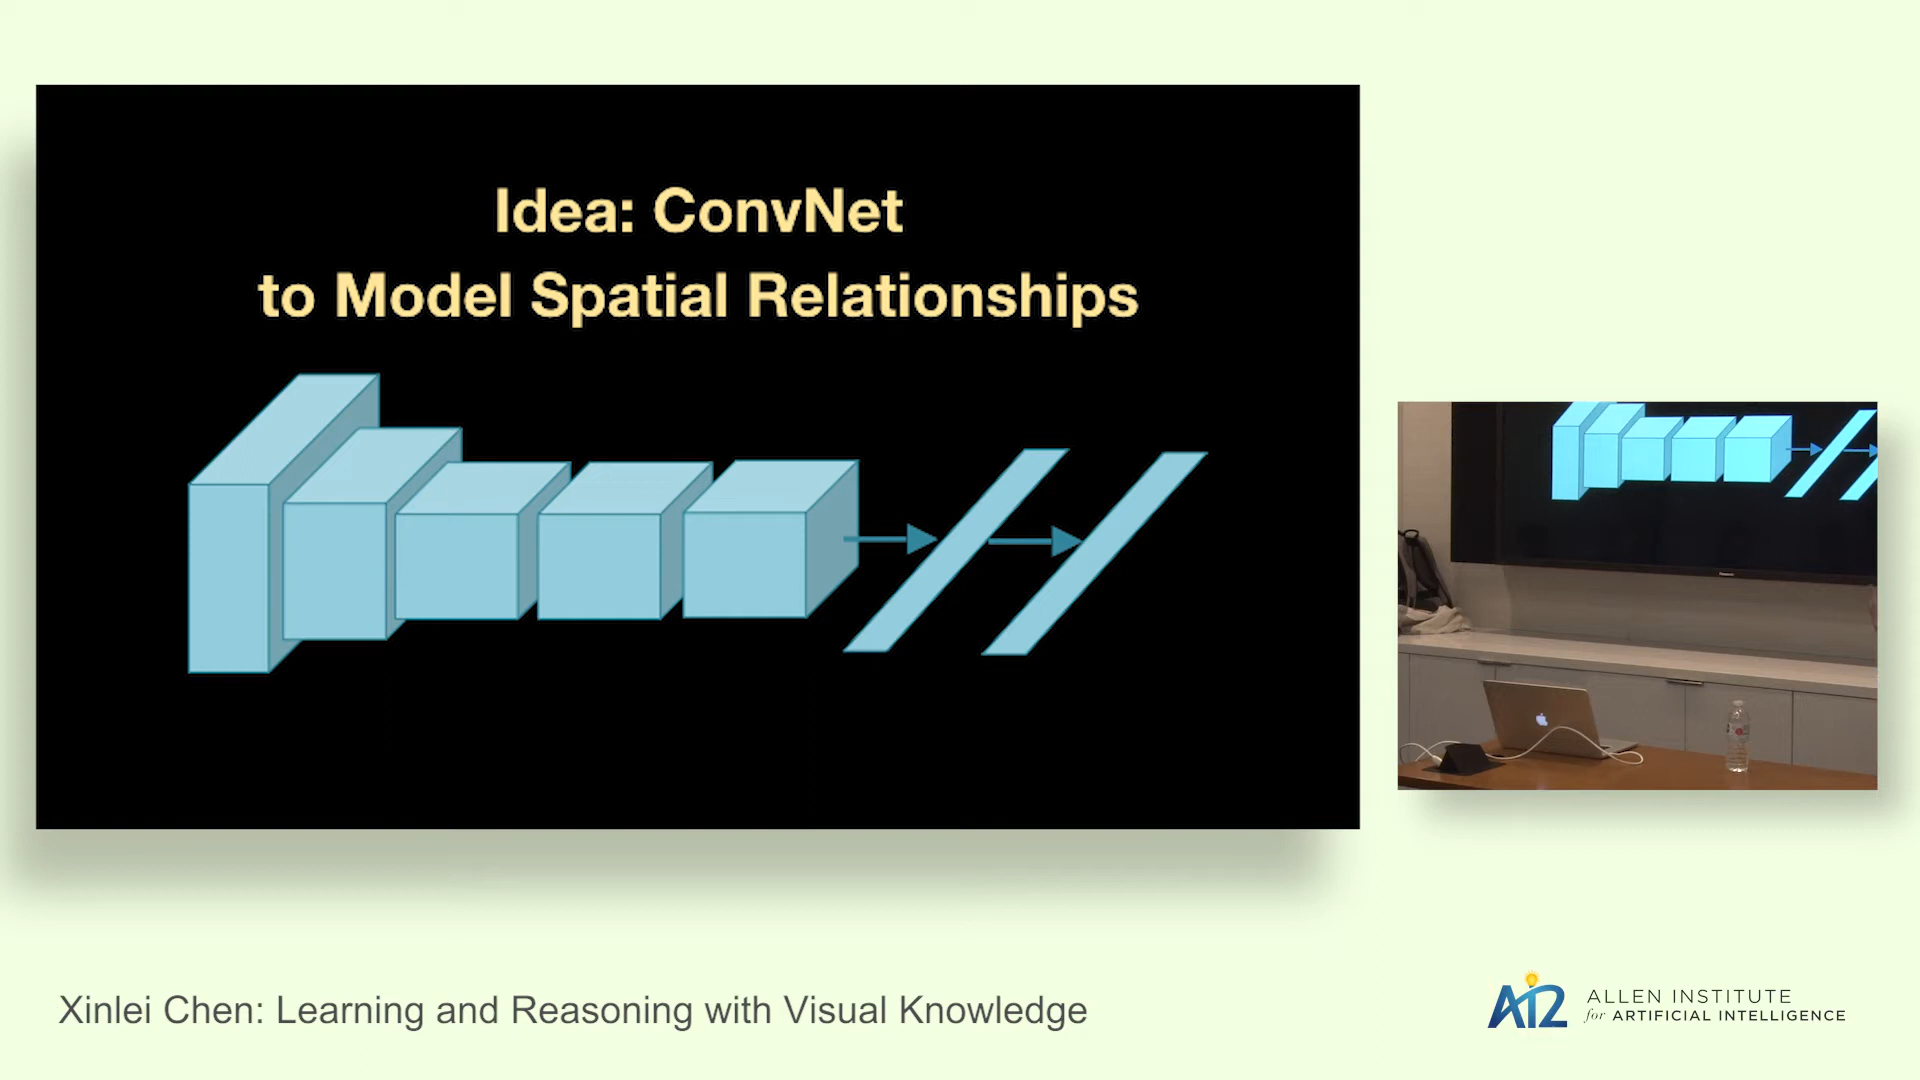 Idea: ConvNet
to Model Spatial Relationships
Xinlei Chen: Learning and Reasoning with Visual Knowledge
AI2
ALLEN INSTITUTE
for ARTIFICIAL INTELLIGENCE